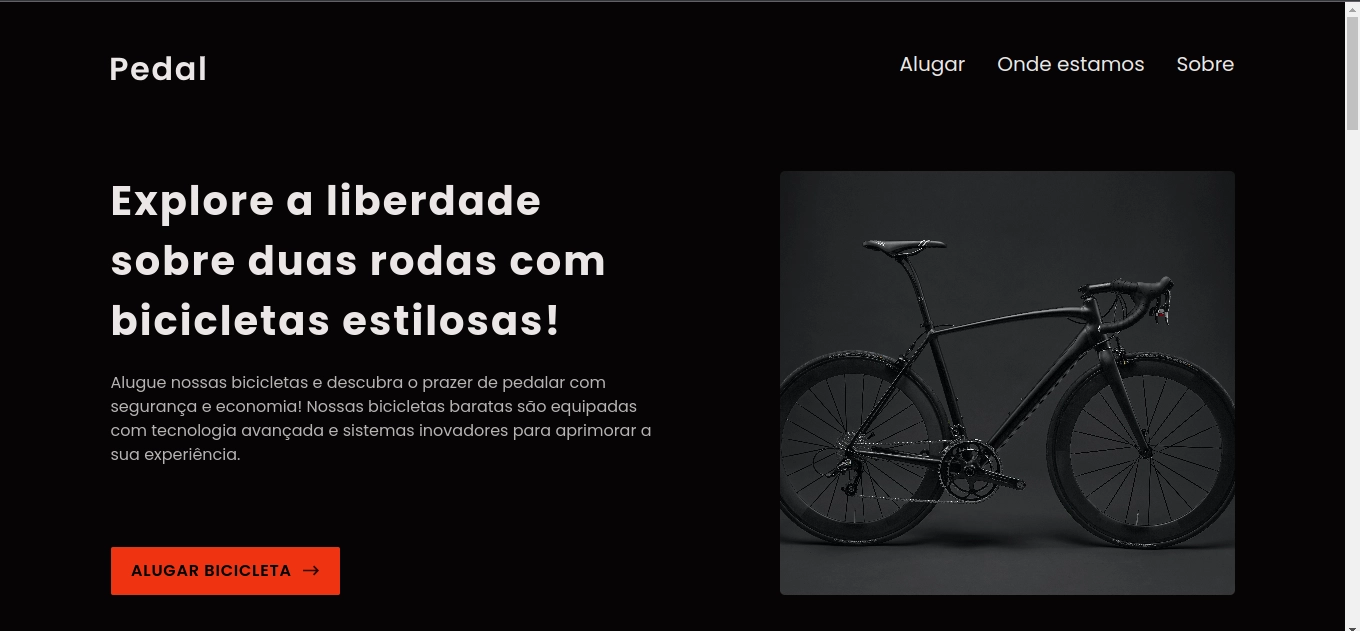 Pedal
Alugar Onde estamos Sobre
Explore a liberdade
sobre duas rodas com
bicicletas estilosas!
Alugue nossas bicicletas e descubra o prazer de pedalar com
segurança e economia! Nossas bicicletas baratas são equipadas
com tecnologia avançada e sistemas inovadores para aprimorar a
sua experiência.
ALUGAR BICICLETA →